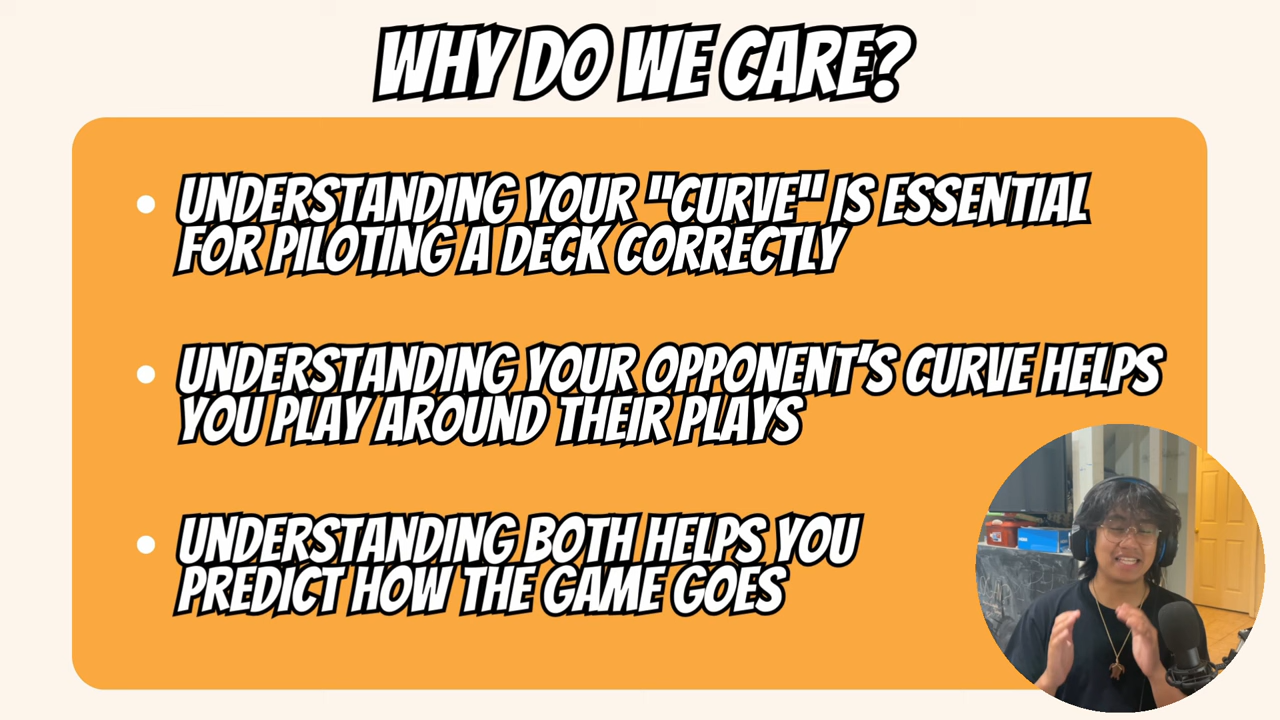 WHY DO WE CARE?
• UNDERSTANDING YOUR "CURVE" IS ESSENTIAL
FOR PILOTING A DECK CORRECTLY
• UNDERSTANDING YOUR OPPONENT'S CURVE HELPS
YOU PLAY AROUND THEIR PLAYS
• UNDERSTANDING BOTH HELPS YOU
PREDICT HOW THE GAME GOES